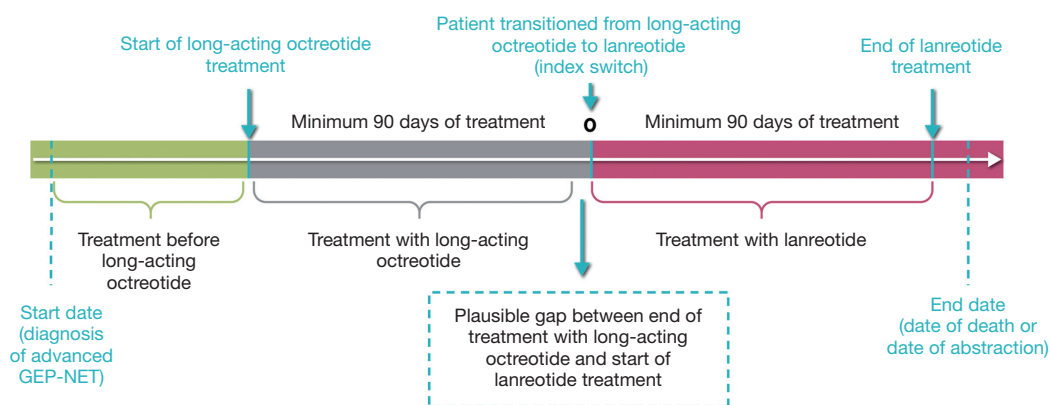 Start of long-acting octreotide
treatment
Patient transitioned from long-acting
octreotide to lanreotide
(index switch)
End of lanreotide
treatment
Minimum 90 days of treatment
0
Minimum 90 days of treatment
Treatment before
long-acting
octreotide
Treatment with long-acting
octreotide
Treatment with lanreotide
Start date
(diagnosis
of advanced
GEP-NET)
Plausible gap between end of
treatment with long-acting
octreotide and start of
lanreotide treatment
End date
(date of death or
date of abstraction)